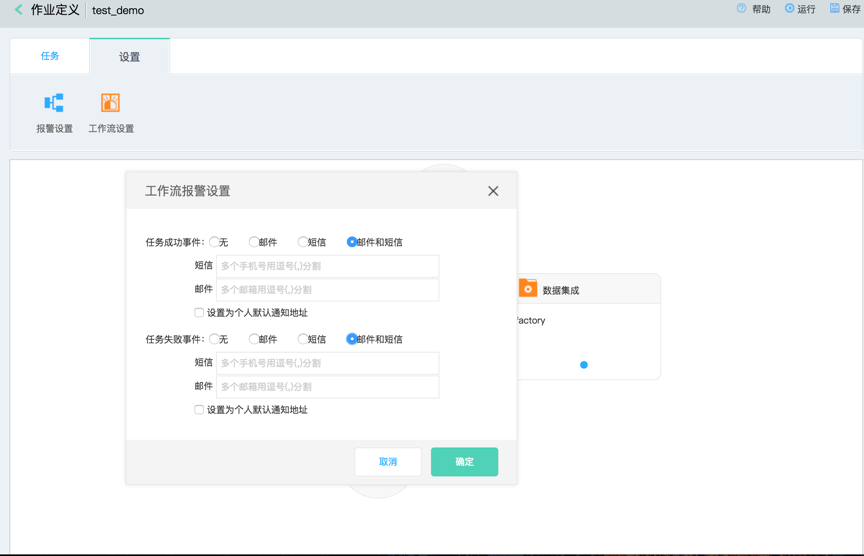 作业定义 test_demo 帮助 运行 保存
任务 设置
报警设置 工作流设置
工作流报警设置
任务成功事件: 无 邮件 短信 邮件和短信
短信 多个手机号用逗号(,)分割
邮件 多个邮箱用逗号(,)分割
设置为个人默认通知地址
任务失败事件: 无 邮件 短信 邮件和短信
短信 多个手机号用逗号(,)分割
邮件 多个邮箱用逗号(,)分割
设置为个人默认通知地址
取消 确定
数据集成
factory